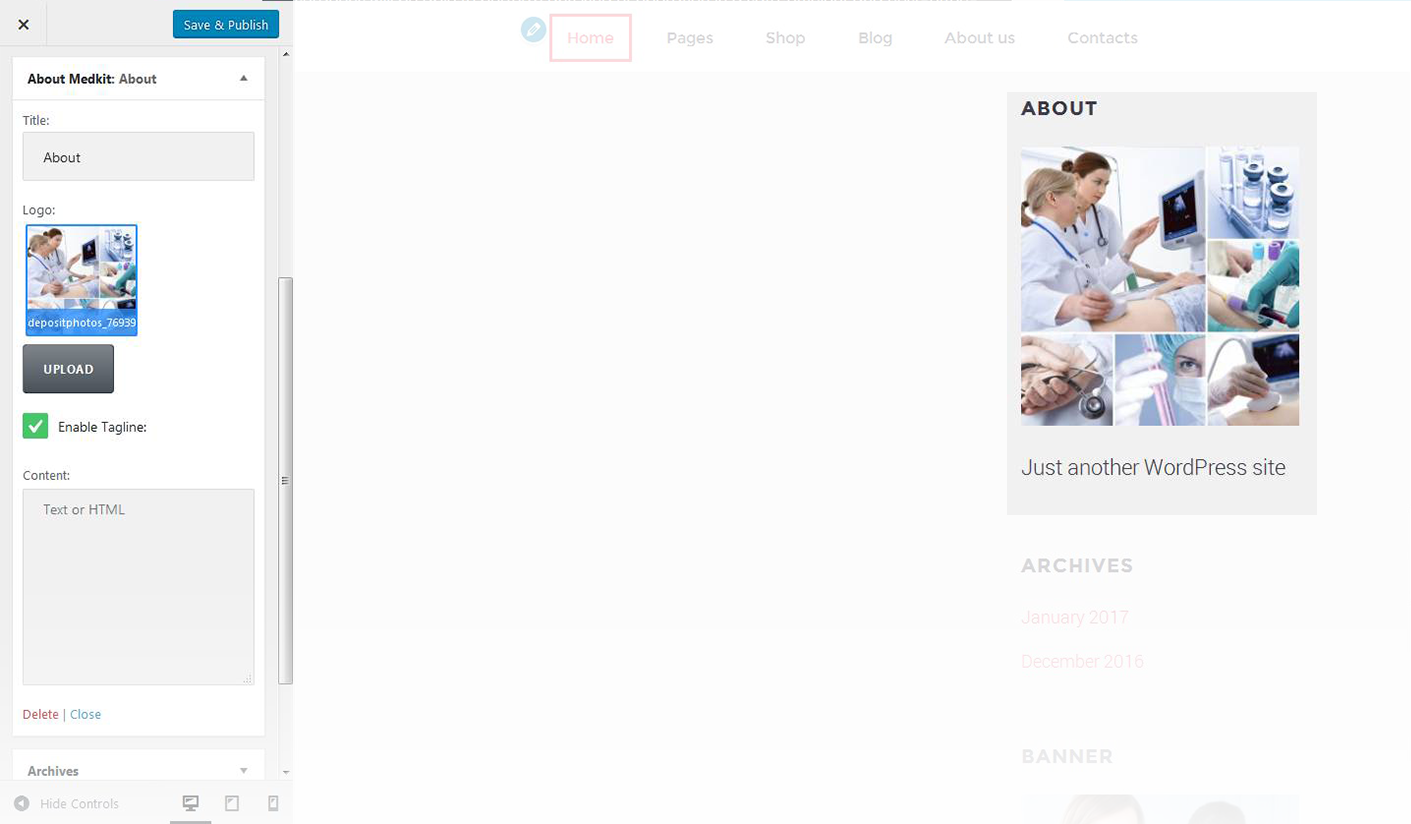 Save & Publish
About Medkit: About
Title:
About
Logo:
depositphotos_76939
UPLOAD
Enable Tagline:
Content:
Text or HTML
Delete | Close
Archives
Hide Controls
Home
Pages
Shop
Blog
About us
Contacts
ABOUT
Just another WordPress site
ARCHIVES
January 2017
December 2016
BANNER